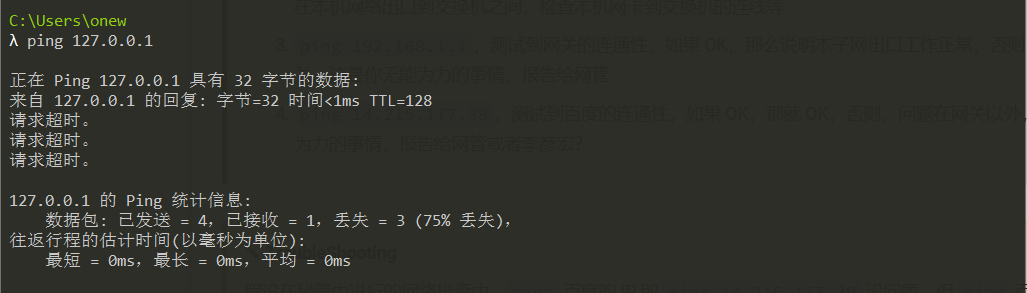 C:\Users\onew
λ ping 127.0.0.1
正在 Ping 127.0.0.1 具有 32 字节的数据:
来自 127.0.0.1 的回复: 字节=32 时间<1ms TTL=128
请求超时。
请求超时。
请求超时。
127.0.0.1 的 Ping 统计信息:
数据包: 已发送 = 4，已接收 = 1，丢失 = 3 (75% 丢失)，
往返行程的估计时间(以毫秒为单位):
最短 = 0ms，最长 = 0ms，平均 = 0ms